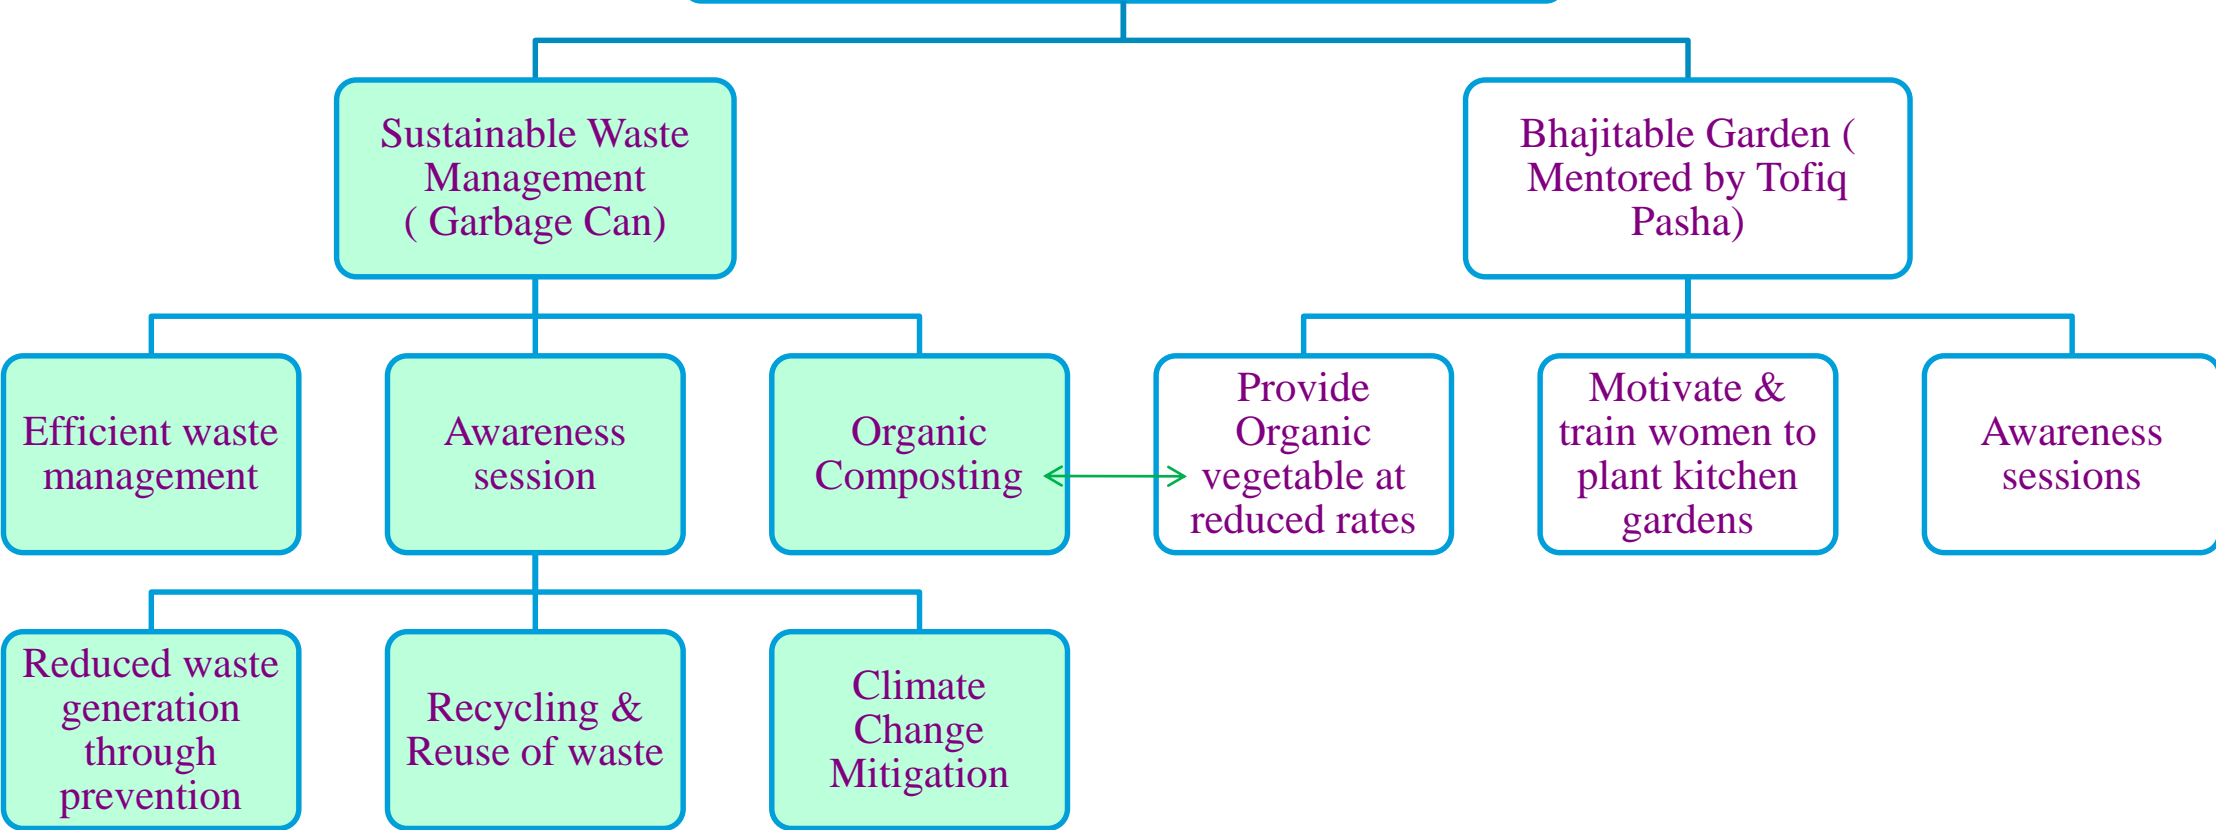 Sustainable Waste
Management
( Garbage Can)
Bhajitable Garden (
Mentored by Tofiq
Pasha)
Efficient waste
management
Awareness
session
Organic
Composting
Provide
Organic
vegetable at
reduced rates
Motivate &
train women to
plant kitchen
gardens
Awareness
sessions
Reduced waste
generation
through
prevention
Recycling &
Reuse of waste
Climate
Change
Mitigation